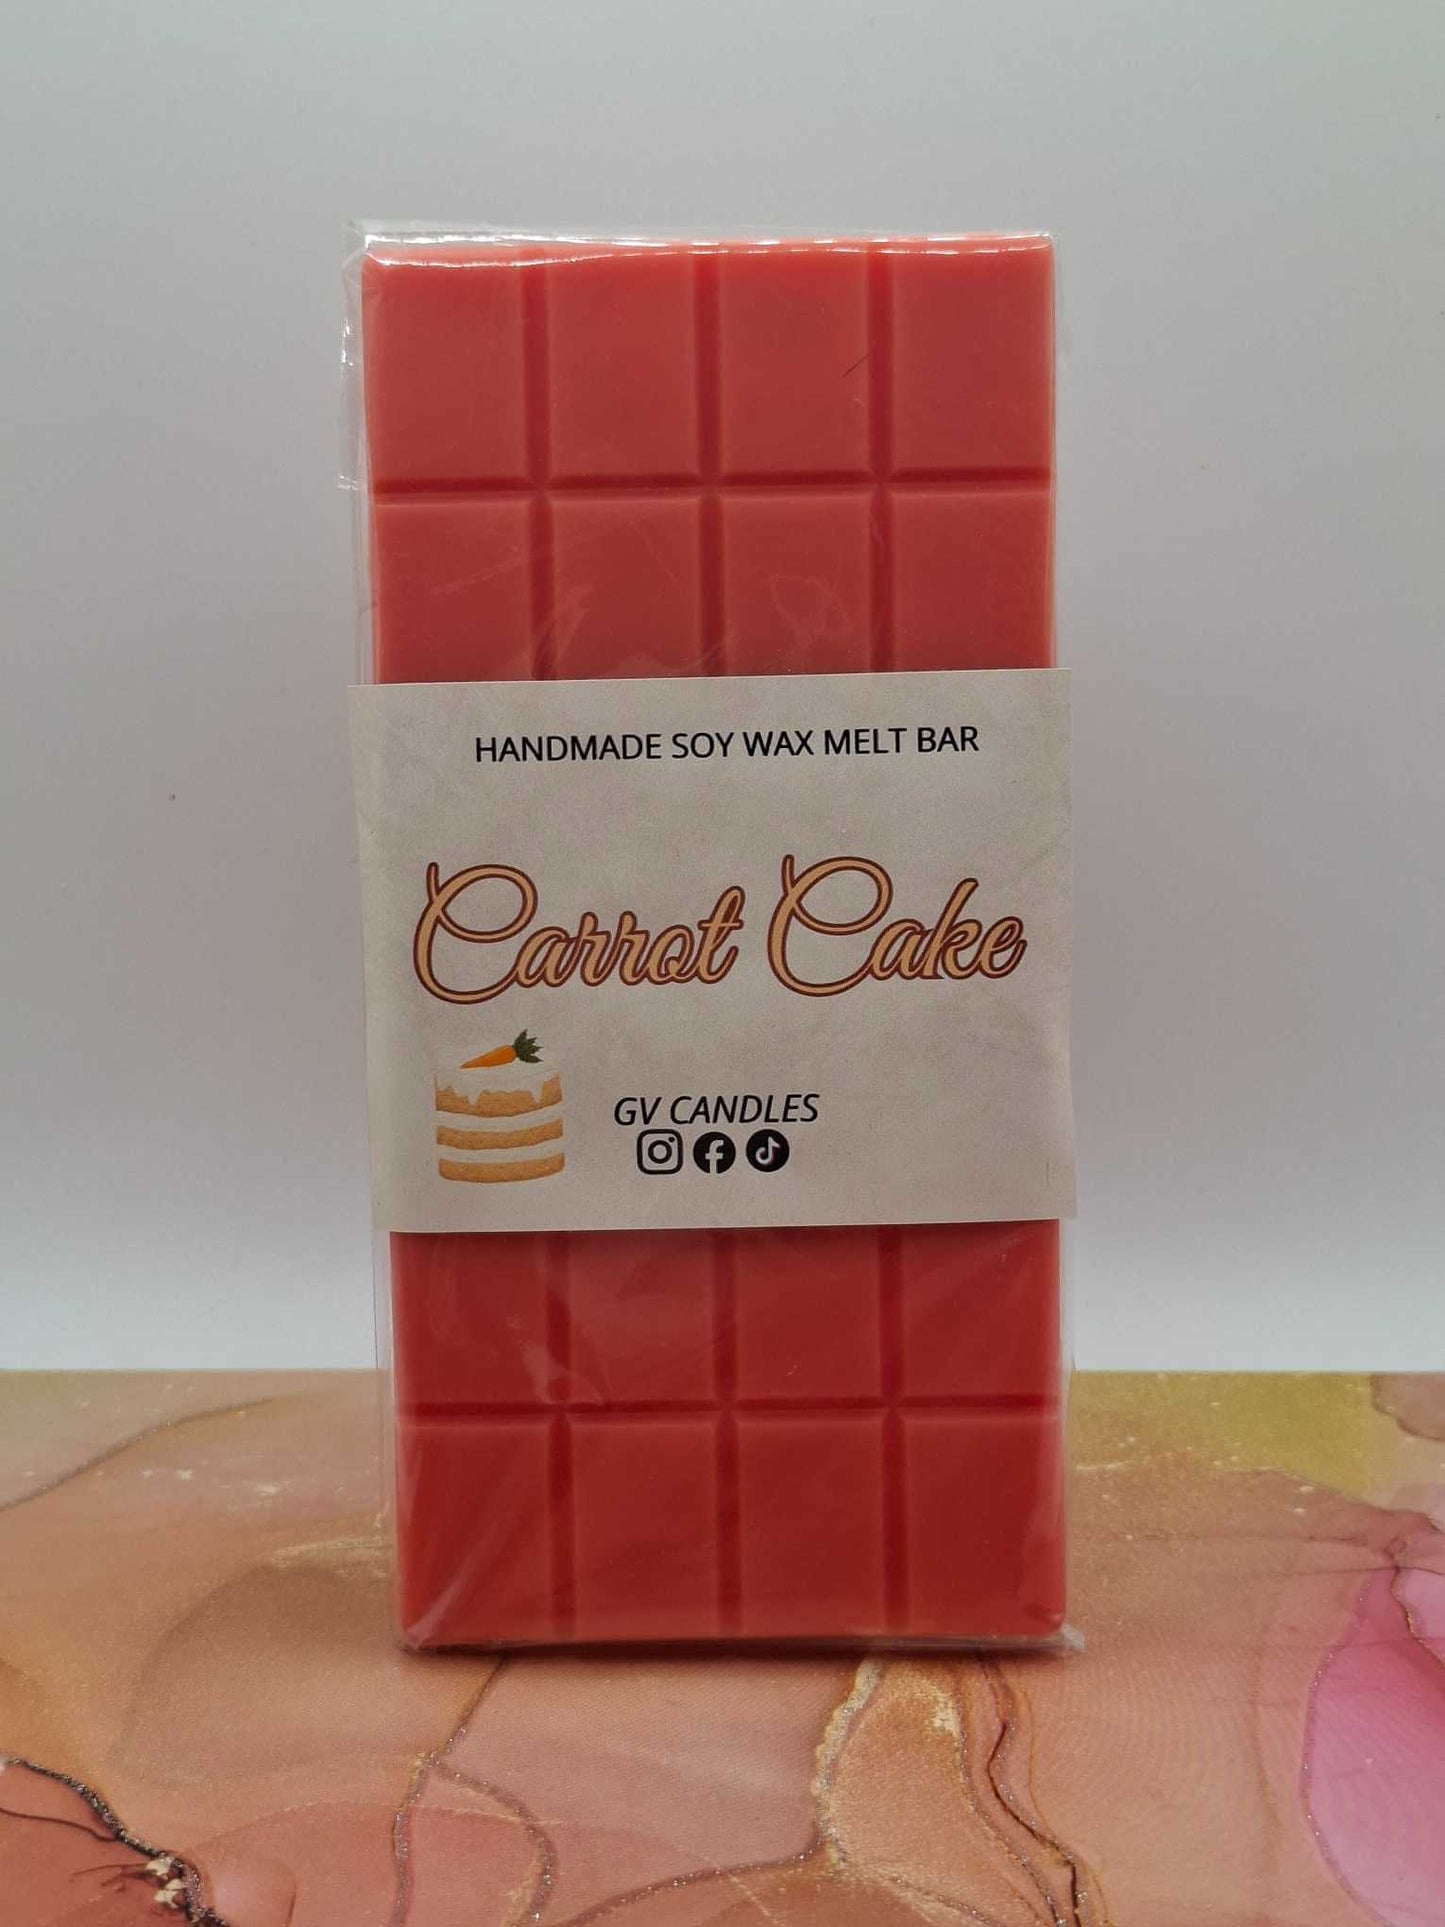 HANDMADE SOY WAX MELT BAR
Carrot Cake
GV CANDLES